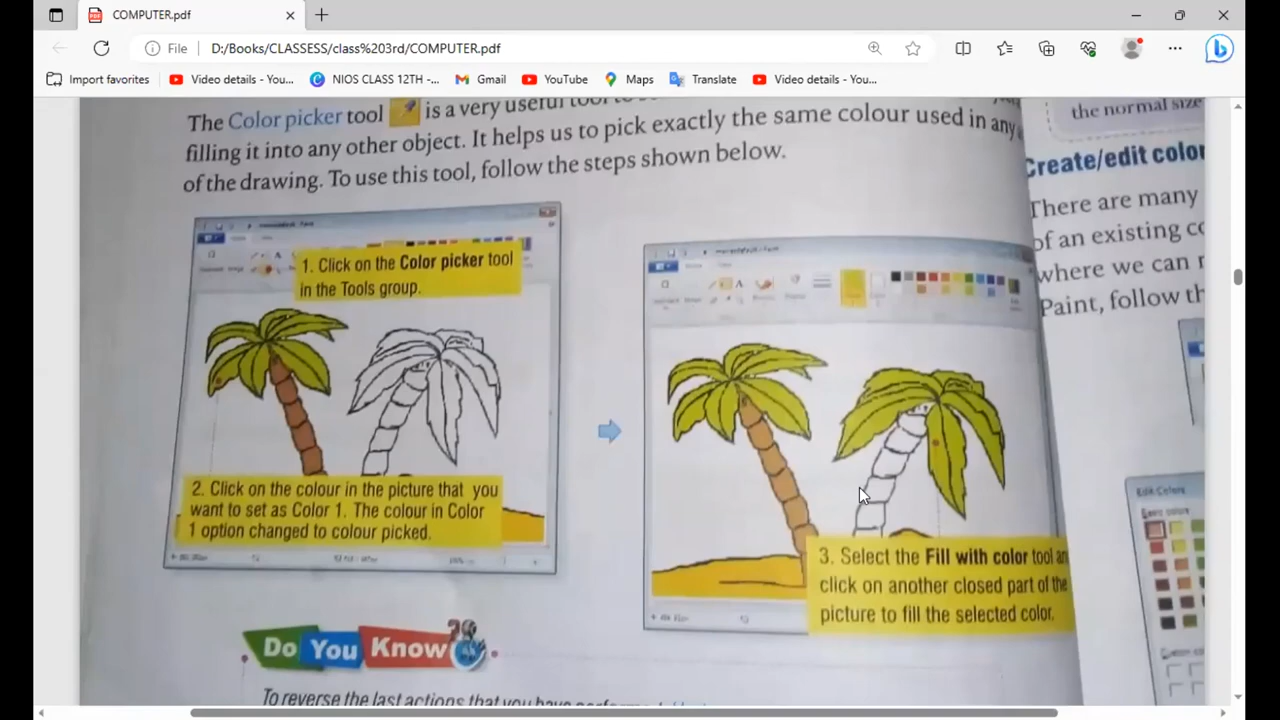 COMPUTER.pdf
File D:/Books/CLASSESS/class%203rd/COMPUTER.pdf
Import favorites Video details - You... NIOS CLASS 12TH -... Gmail YouTube Maps Translate Video details - You...
The Color picker tool is a very useful tool to
filling it into any other object. It helps us to pick exactly the same colour used in any
of the drawing. To use this tool, follow the steps shown below.
1. Click on the Color picker tool
in the Tools group.
2. Click on the colour in the picture that you
want to set as Color 1. The colour in Color
1 option changed to colour picked.
3. Select the Fill with color tool an
click on another closed part of the
picture to fill the selected color.
Do You Know
To reverse the last actions that you have
the normal size
Create/edit color
There are many
of an existing co
where we can
Paint, follow th
Edit Colors